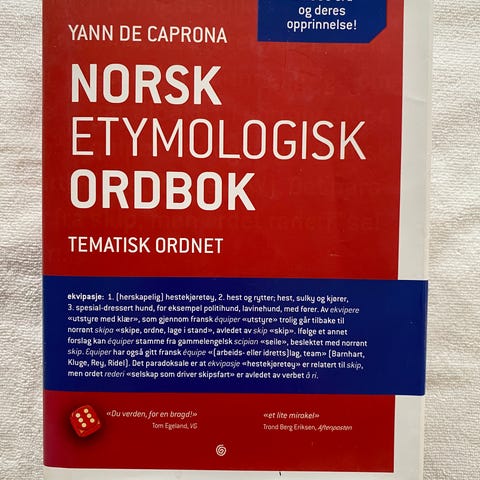 og deres
opprinnelse!
YANN DE CAPRONA
NORSK
ETYMOLOGISK
ORDBOK
TEMATISK ORDNET
ekvipasje: 1. [herskapelig] hestekjøretøy, 2. hest og rytter; hest, sulky og kjører,
3. spesial-dressert hund, for eksempel politihund, lavinehund, med fører. Av ekvipere
«utstyre med klær», som gjennom fransk équiper «utstyre» trolig går tilbake til
norrønt skipa «skipe, ordne, lage i stand», avledet av skip «skip». Ifølge et annet
forslag kan équiper stamme fra gammelengelsk scipian «seile», beslektet med norrønt
skip. Equiper har også gitt fransk équipe «[arbeids- eller idretts]lag, team» [Barnhart,
Kluge, Rey, Ridel]. Det paradoksale er at ekvipasje «hestekjøretøy» er relatert til skip,
men ordet rederi «selskap som driver skipsfart» er avledet av verbet å ri.
«Du verden, for en bragd!»
Tom Egeland, VG
«et lite mirakel»
Trond Berg Eriksen, Aftenposten